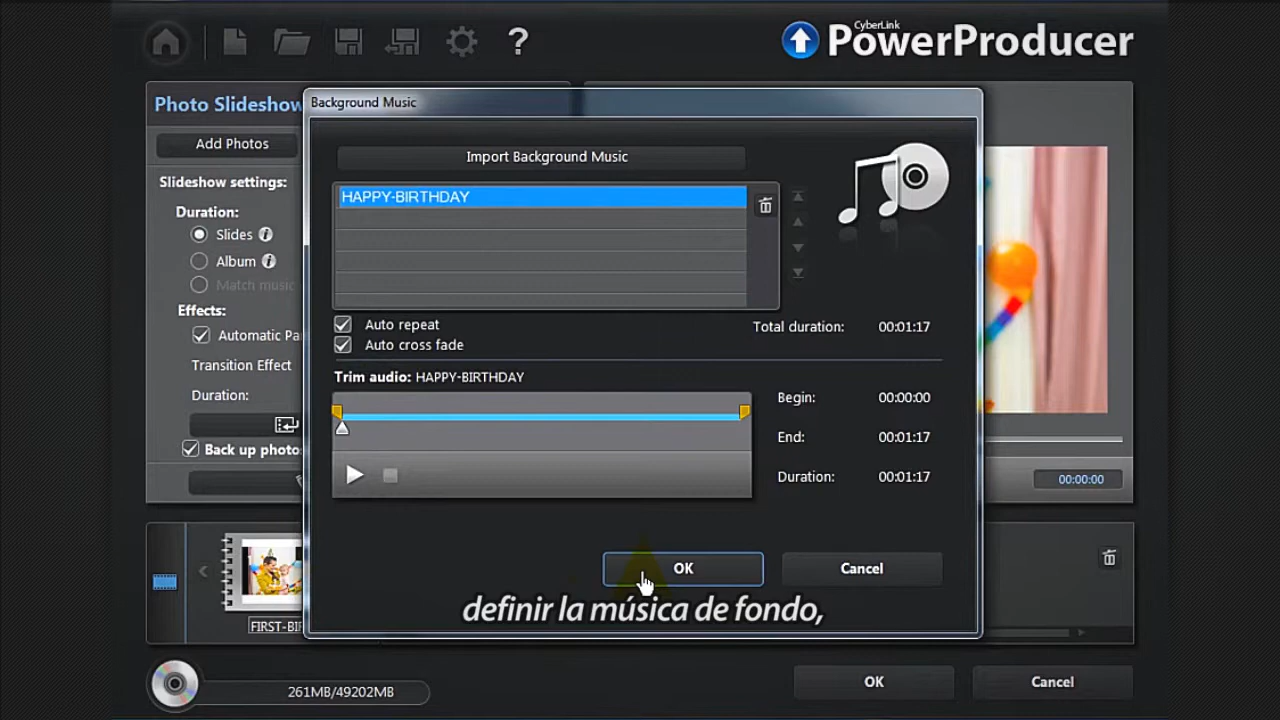 ?
CyberLink
PowerProducer
Photo Slideshow
Background Music
Add Photos
Import Background Music
Slideshow settings:
HAPPY-BIRTHDAY
Duration:
Slides
Album
Match music
Effects:
Auto repeat
Total duration: 00:01:17
Automatic Pa
Auto cross fade
Transition Effect
Trim audio: HAPPY-BIRTHDAY
Duration:
Begin: 00:00:00
End: 00:01:17
Back up photo
Duration: 00:01:17
00:00:00
OK
Cancel
definir la música de fondo,
FIRST-BI
261MB/49202MB
OK
Cancel